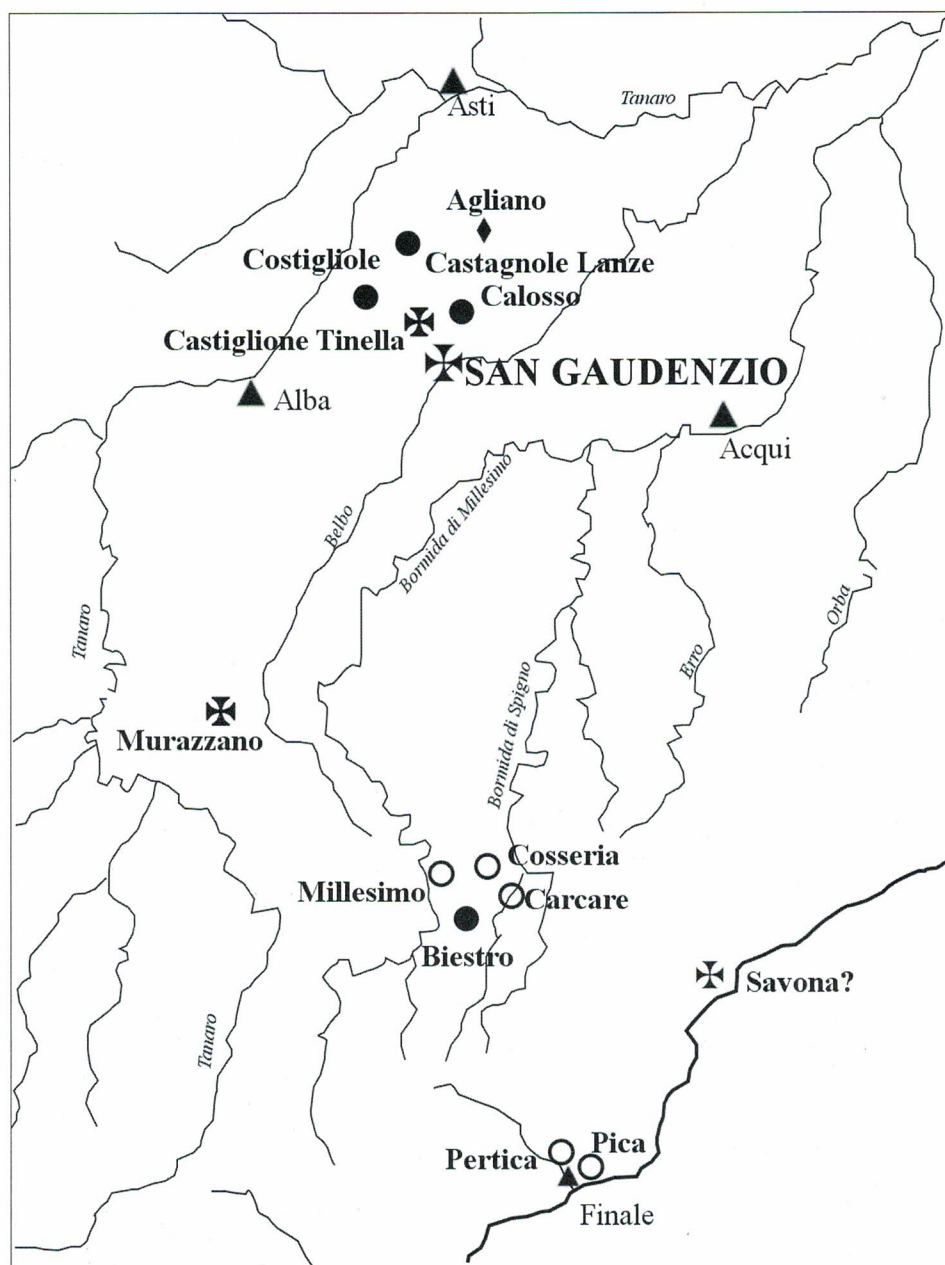 Tanaro
Asti
Agliano
Costigliole
Castagnole Lanze
Calosso
Castiglione Tinella
SAN GAUDENZIO
Alba
Acqui
Bormida di Millesimo
Belbo
Tanaro
Orba
Erro
Bormida di Spigno
Murazzano
Cosseria
Millesimo
Carcare
Biestro
Savona?
Tanaro
Pica
Pertica
Finale